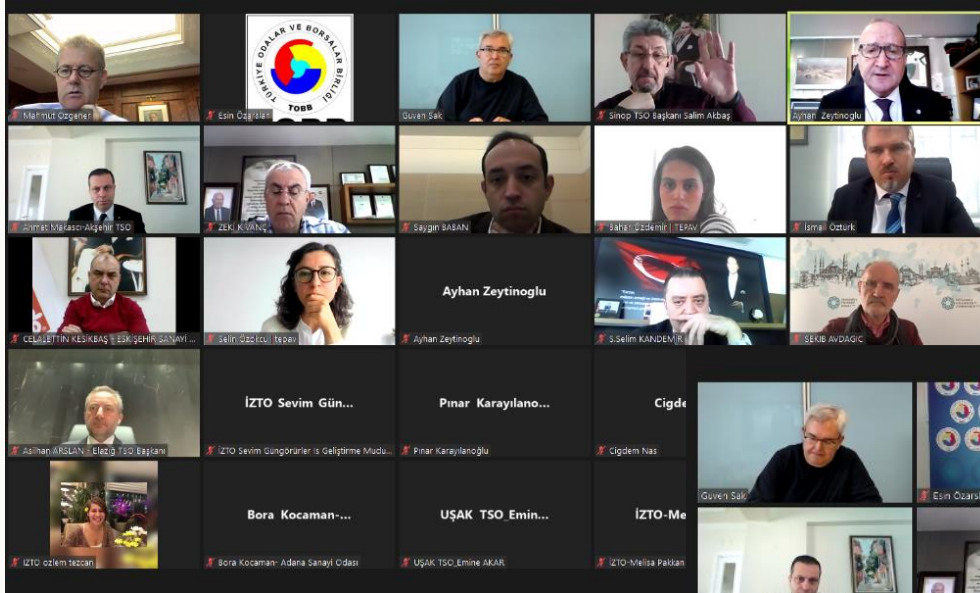 TÜRKİYE ODALAR VE BORSALAR BİRLİĞİ
TOBB
Mahmut Özgener
Esin Özarslan
Guven Sak
Sinop TSO Başkanı Salim Akbaş
Ayhan Zeytinoglu
Ahmet Makascı-Akşehir TSO
ZEKİ KIVANÇ
Saygın BABAN
Bahar Özdemir | TEPAV
İsmail Öztürk
CELALETTİN KESİKBAŞ - ESKİŞEHİR SANAYİ ...
Selin Özokcu | tepav
Ayhan Zeytinoglu
Ayhan Zeytinoglu
S.Selim KANDEMİR
SEKIB AVDAGIC
Asilhan ARSLAN - Elazığ TSO Başkanı
İZTO Sevim Gün...
İZTO Sevim Güngörürler İs Geliştirme Mudu...
Pınar Karayılano...
Pınar Karayılanoğlu
Cigde
Cigdem Nas
Guven Sak
Esin Özarsl
IZTO ozlem tezcan
Bora Kocaman-...
Bora Kocaman- Adana Sanayi Odası
UŞAK TSO_Emin...
UŞAK TSO_Emine AKAR
İZTO-Me
İZTO-Melisa Pakkan